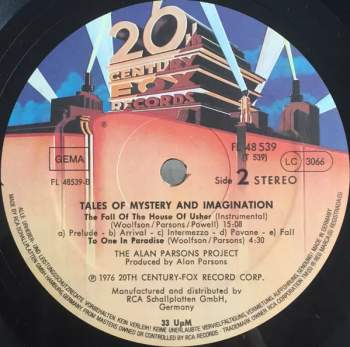 20th
CENTURY
FOX
RECORDS
FL 48 539
(T 539)
GEMA
LC 3066
FL 48539-B
Side 2 STEREO
TALES OF MYSTERY AND IMAGINATION
The Fall Of The House Of Usher (Instrumental)
(Woolfson/Parsons/Powell) 15:08
a) Prelude - b) Arrival - c) Intermezzo - d) Pavane - e) Fall
To One In Paradise (Woolfson/Parsons) 4:30
THE ALAN PARSONS PROJECT
Produced by Alan Parsons
℗ 1976 20TH CENTURY-FOX RECORD CORP.
Manufactured and distributed by
RCA Schallplatten GmbH,
Germany
33 UpM